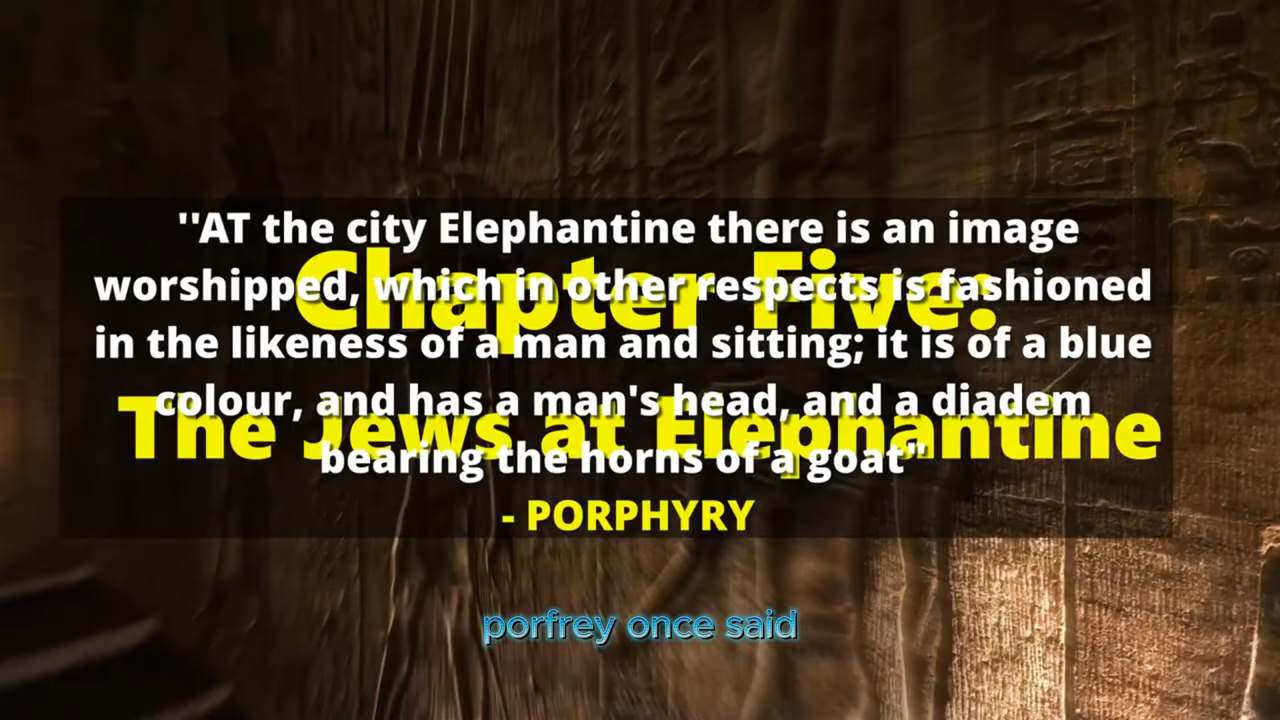 ''AT the city Elephantine there is an image
worshipped, which in other respects is fashioned
in the likeness of a man and sitting; it is of a blue
colour, and has a man's head, and a diadem
bearing the horns of a goat"
- PORPHYRY
Chapter Five:
The Jews at Elephantine
porfrey once said